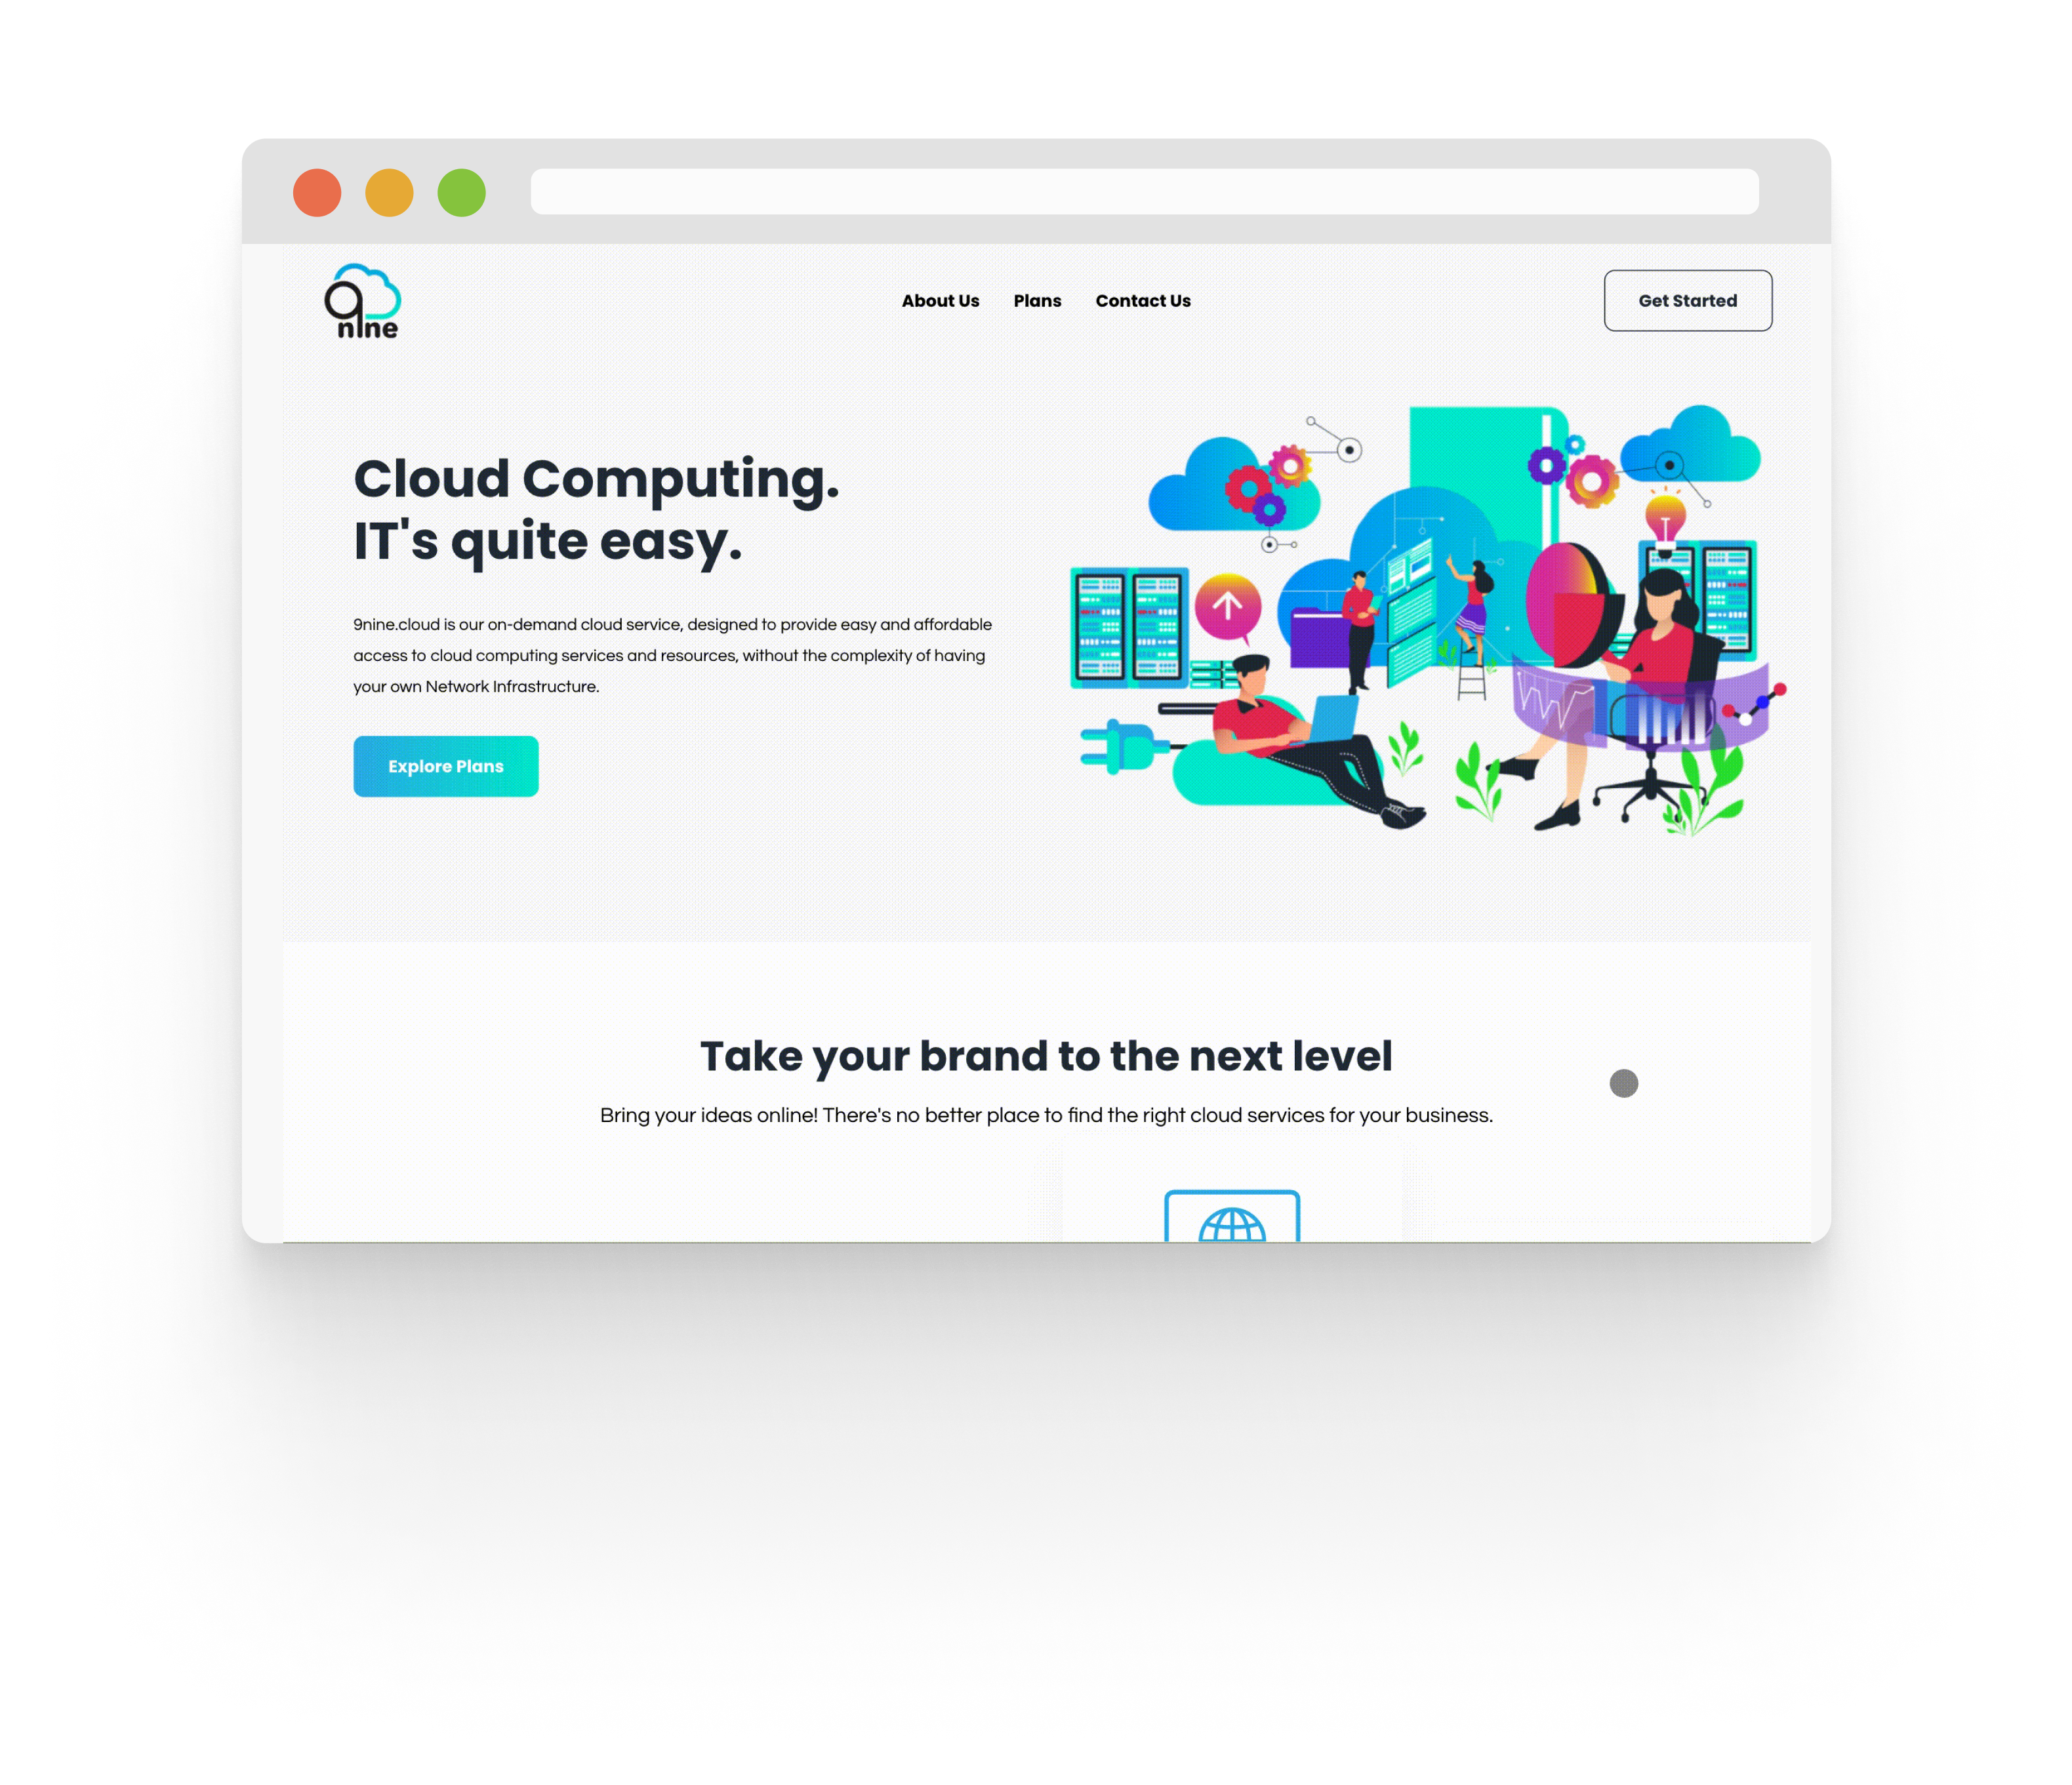 9
nine
About Us
Plans
Contact Us
Get Started
Cloud Computing.
IT's quite easy.
9nine.cloud is our on-demand cloud service, designed to provide easy and affordable
access to cloud computing services and resources, without the complexity of having
your own Network Infrastructure.
Explore Plans
Take your brand to the next level
Bring your ideas online! There's no better place to find the right cloud services for your business.